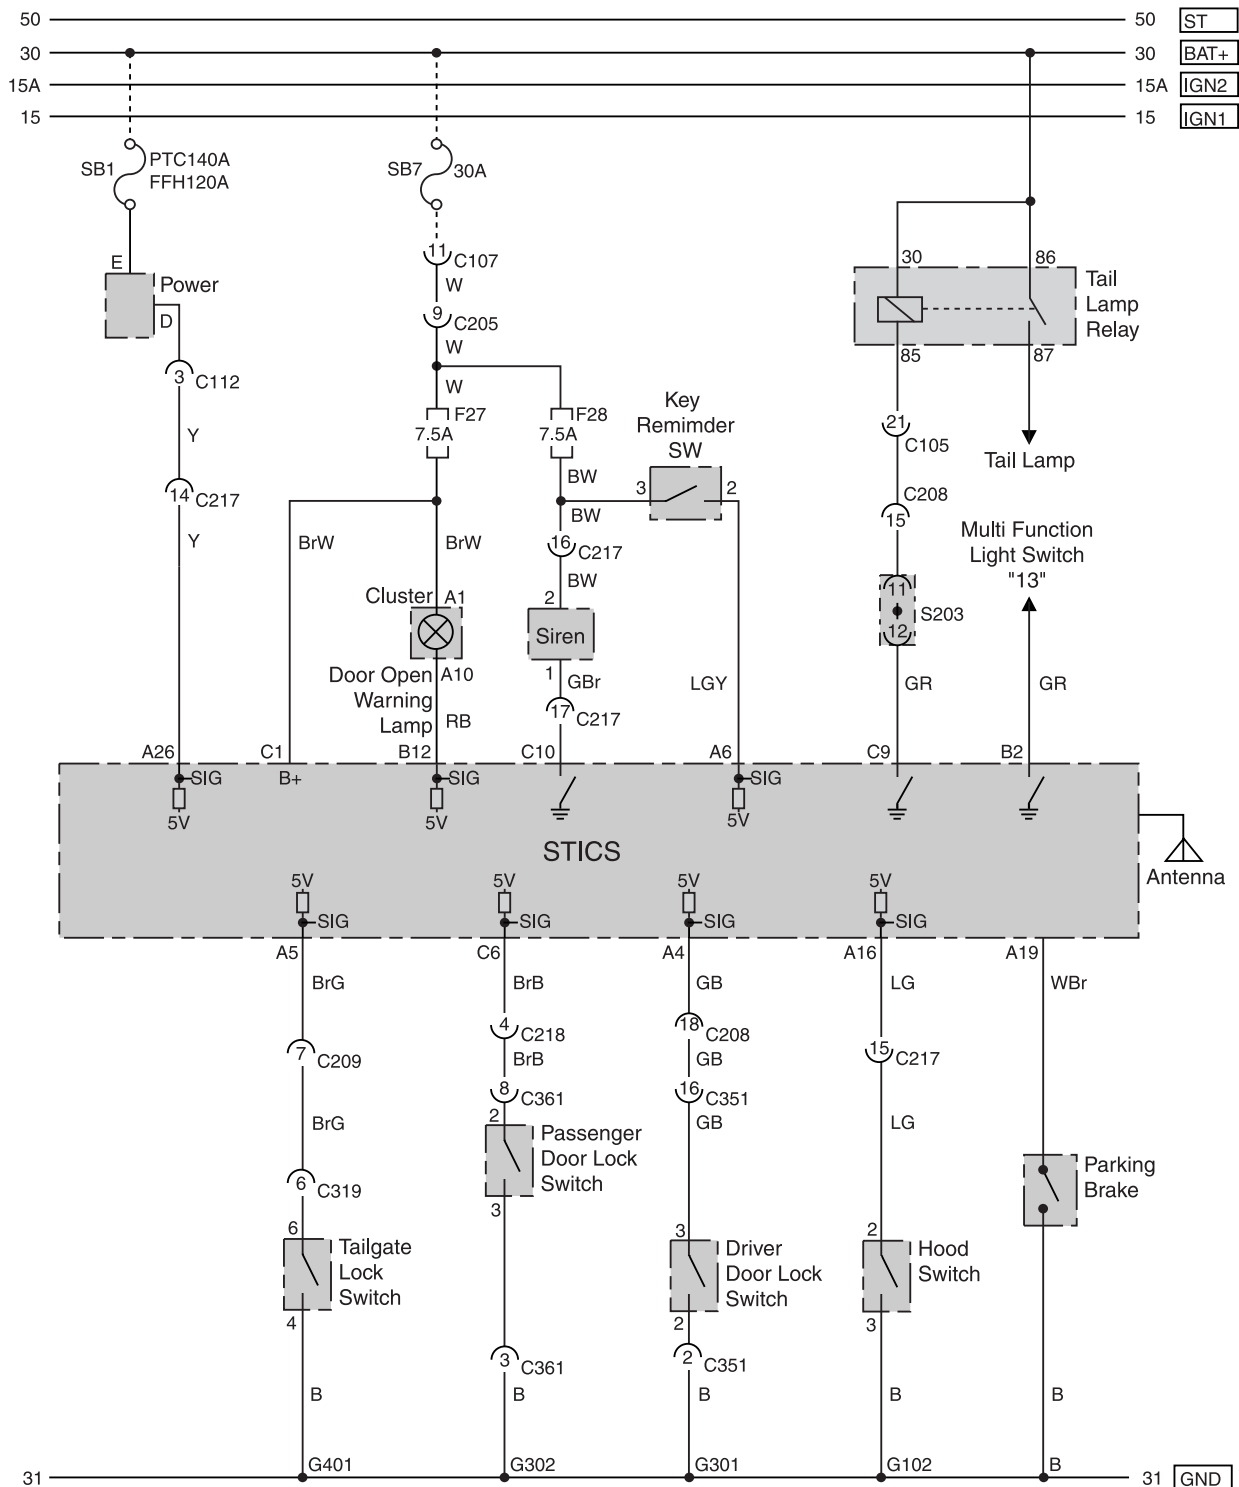 50 50 ST
30 30 BAT+
15A 15A IGN2
15 15 IGN1
SB1 PTC140A
FFH120A
SB7 30A
11 C107
W
E
Power
D
9 C205
W
W
3 C112
Y
14 C217
Y
F27
7.5A
F28
7.5A
BW
BW
Key
Remimder
SW
3 2
30 86
Tail
Lamp
Relay
85 87
21
C105
Tail Lamp
C208
15
Multi Function
Light Switch
"13"
11
S203
12
BrW BrW
16 C217
BW
Cluster A1
2
Siren
1
GBr
17 C217
Door Open A10
Warning
Lamp RB
LGY GR GR
A26 C1 B12 C10 A6 C9 B2
SIG B+ SIG SIG
5V 5V 5V
STICS
Antenna
5V 5V 5V 5V
SIG SIG SIG SIG
A5 C6 A4 A16 A19
BrG BrB GB LG WBr
7 C209
4 C218
18 C208
15 C217
BrB GB
8 C361
16 C351
BrG GB LG
2
Passenger
Door Lock
Switch
3
Parking
Brake
6 C319
6
Tailgate
Lock
Switch
4
3
Driver
Door Lock
Switch
2
2
Hood
Switch
3
3 C361
2 C351
B B B B B
31 G401 G302 G301 G102 B 31 GND